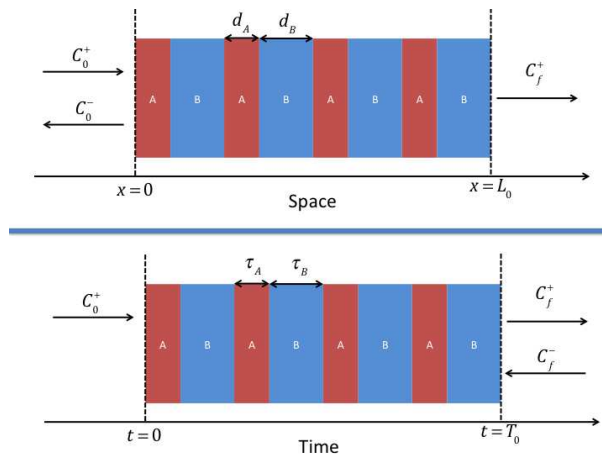 d_A d_B
C_0^+
C_0^-
A B A B A B A B
C_f^+
x = 0
Space
x = L_0
τ_A τ_B
C_0^+
A B A B A B A B
C_f^+
C_f^-
t = 0
Time
t = T_0